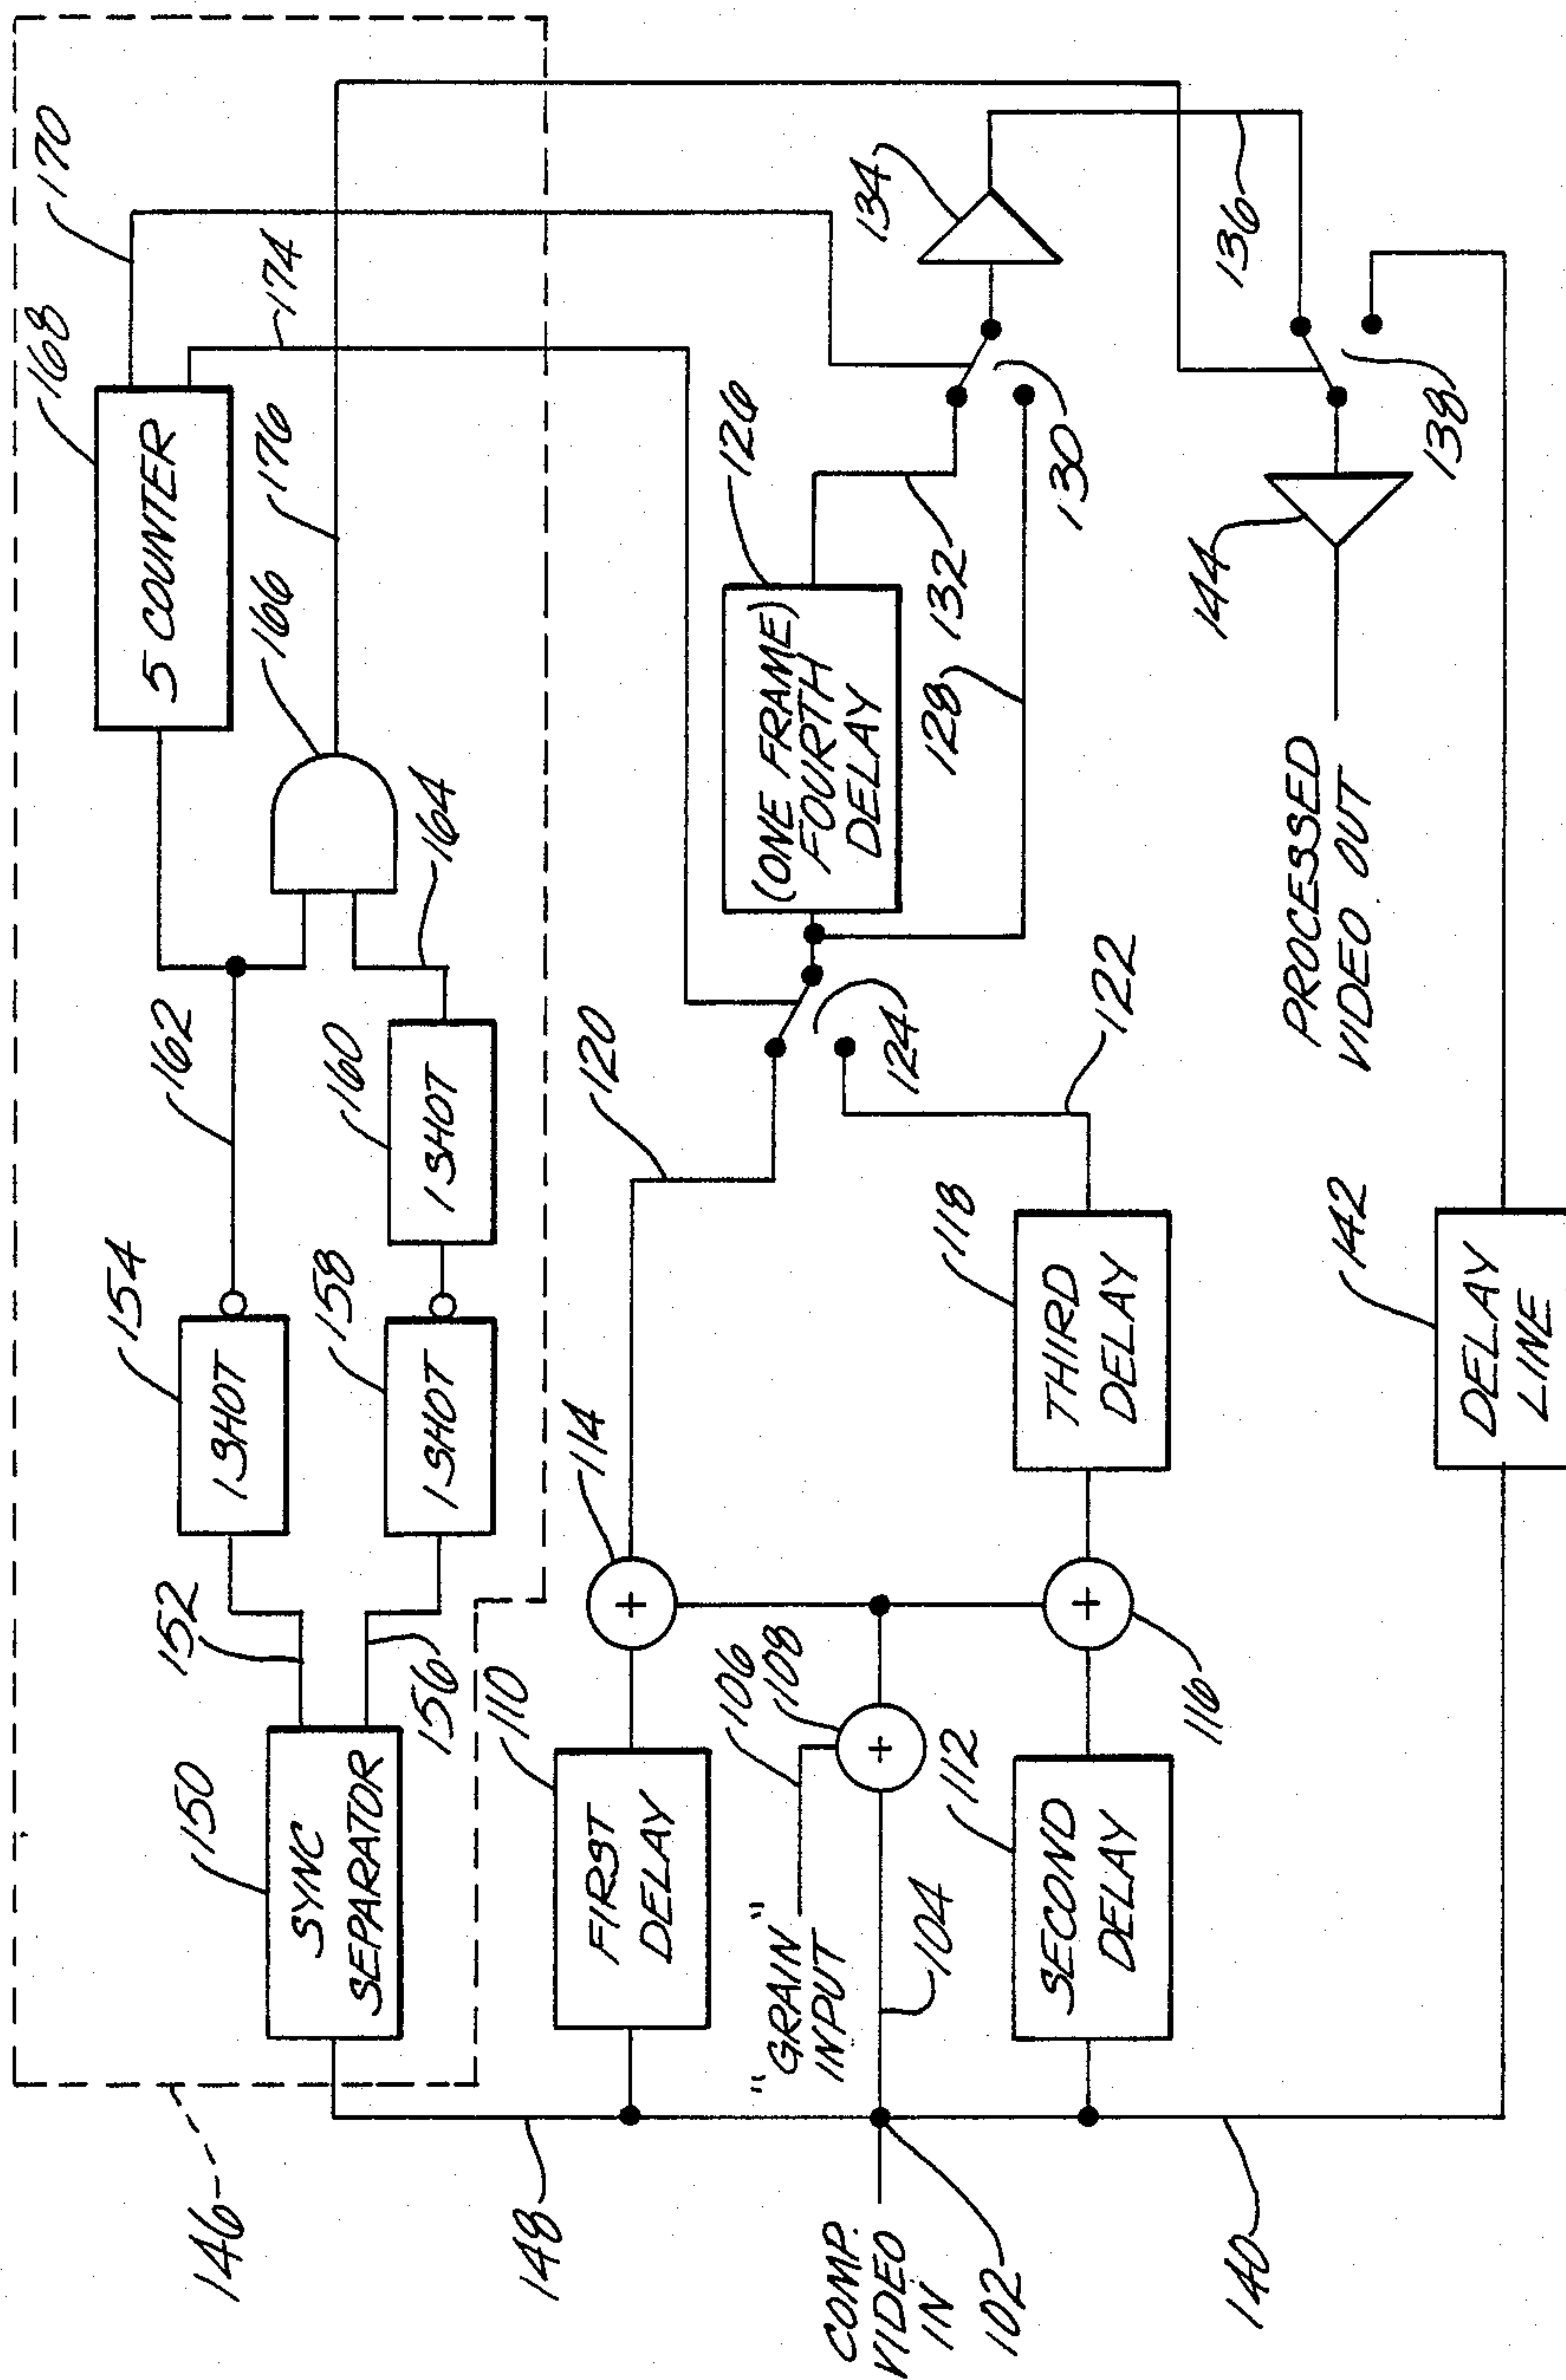 146
150
SYNC
SEPARATOR
152
156
154
1 SHOT
158
1 SHOT
160
1 SHOT
162
164
166
168
5 COUNTER
170
174
176
148
110
FIRST
DELAY
114
120
106
108
"GRAIN"
INPUT
COMP.
VIDEO
IN
102
104
112
SECOND
DELAY
116
118
THIRD
DELAY
122
124
126
(ONE FRAME)
FOURTH
DELAY
128
132
130
134
136
138
144
PROCESSED
VIDEO OUT
140
142
DELAY
LINE